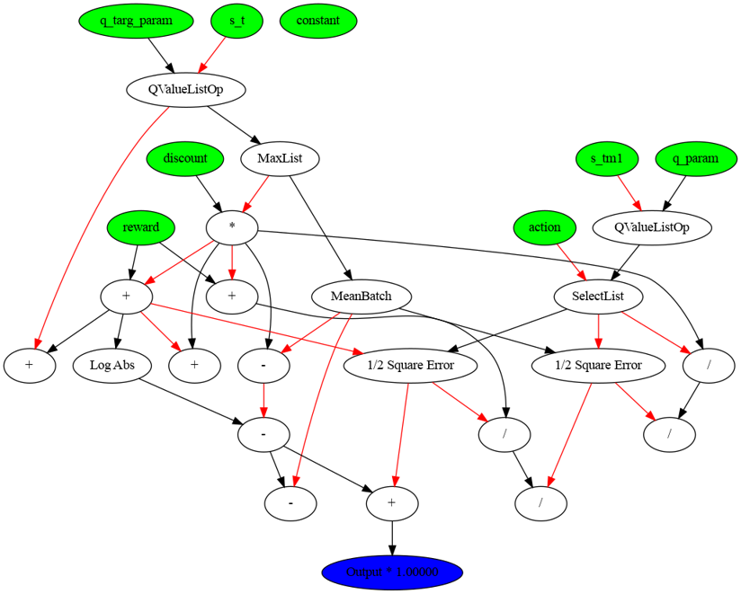 q_targ_param s_t constant
QValueListOp
discount MaxList s_tm1 q_param
reward * action QValueListOp
+ + MeanBatch SelectList
+ Log Abs + - 1/2 Square Error 1/2 Square Error /
- / /
- + /
Output * 1.00000